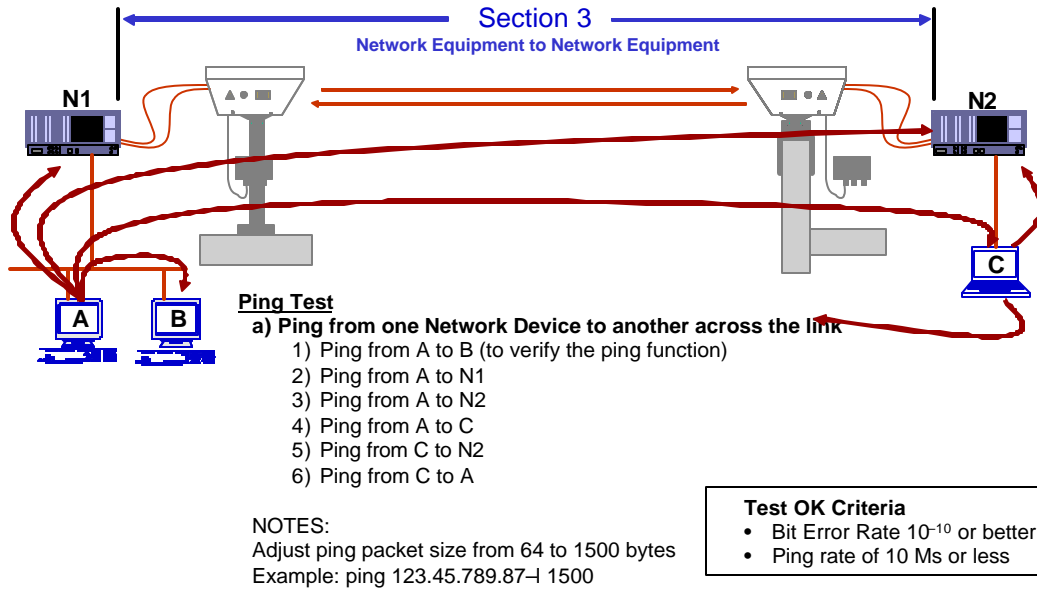 Section 3
Network Equipment to Network Equipment
N1
N2
A
B
C
Ping Test
a) Ping from one Network Device to another across the link
1) Ping from A to B (to verify the ping function)
2) Ping from A to N1
3) Ping from A to N2
4) Ping from A to C
5) Ping from C to N2
6) Ping from C to A
NOTES:
Adjust ping packet size from 64 to 1500 bytes
Example: ping 123.45.789.87–l 1500
Test OK Criteria
• Bit Error Rate 10⁻¹⁰ or better
• Ping rate of 10 Ms or less